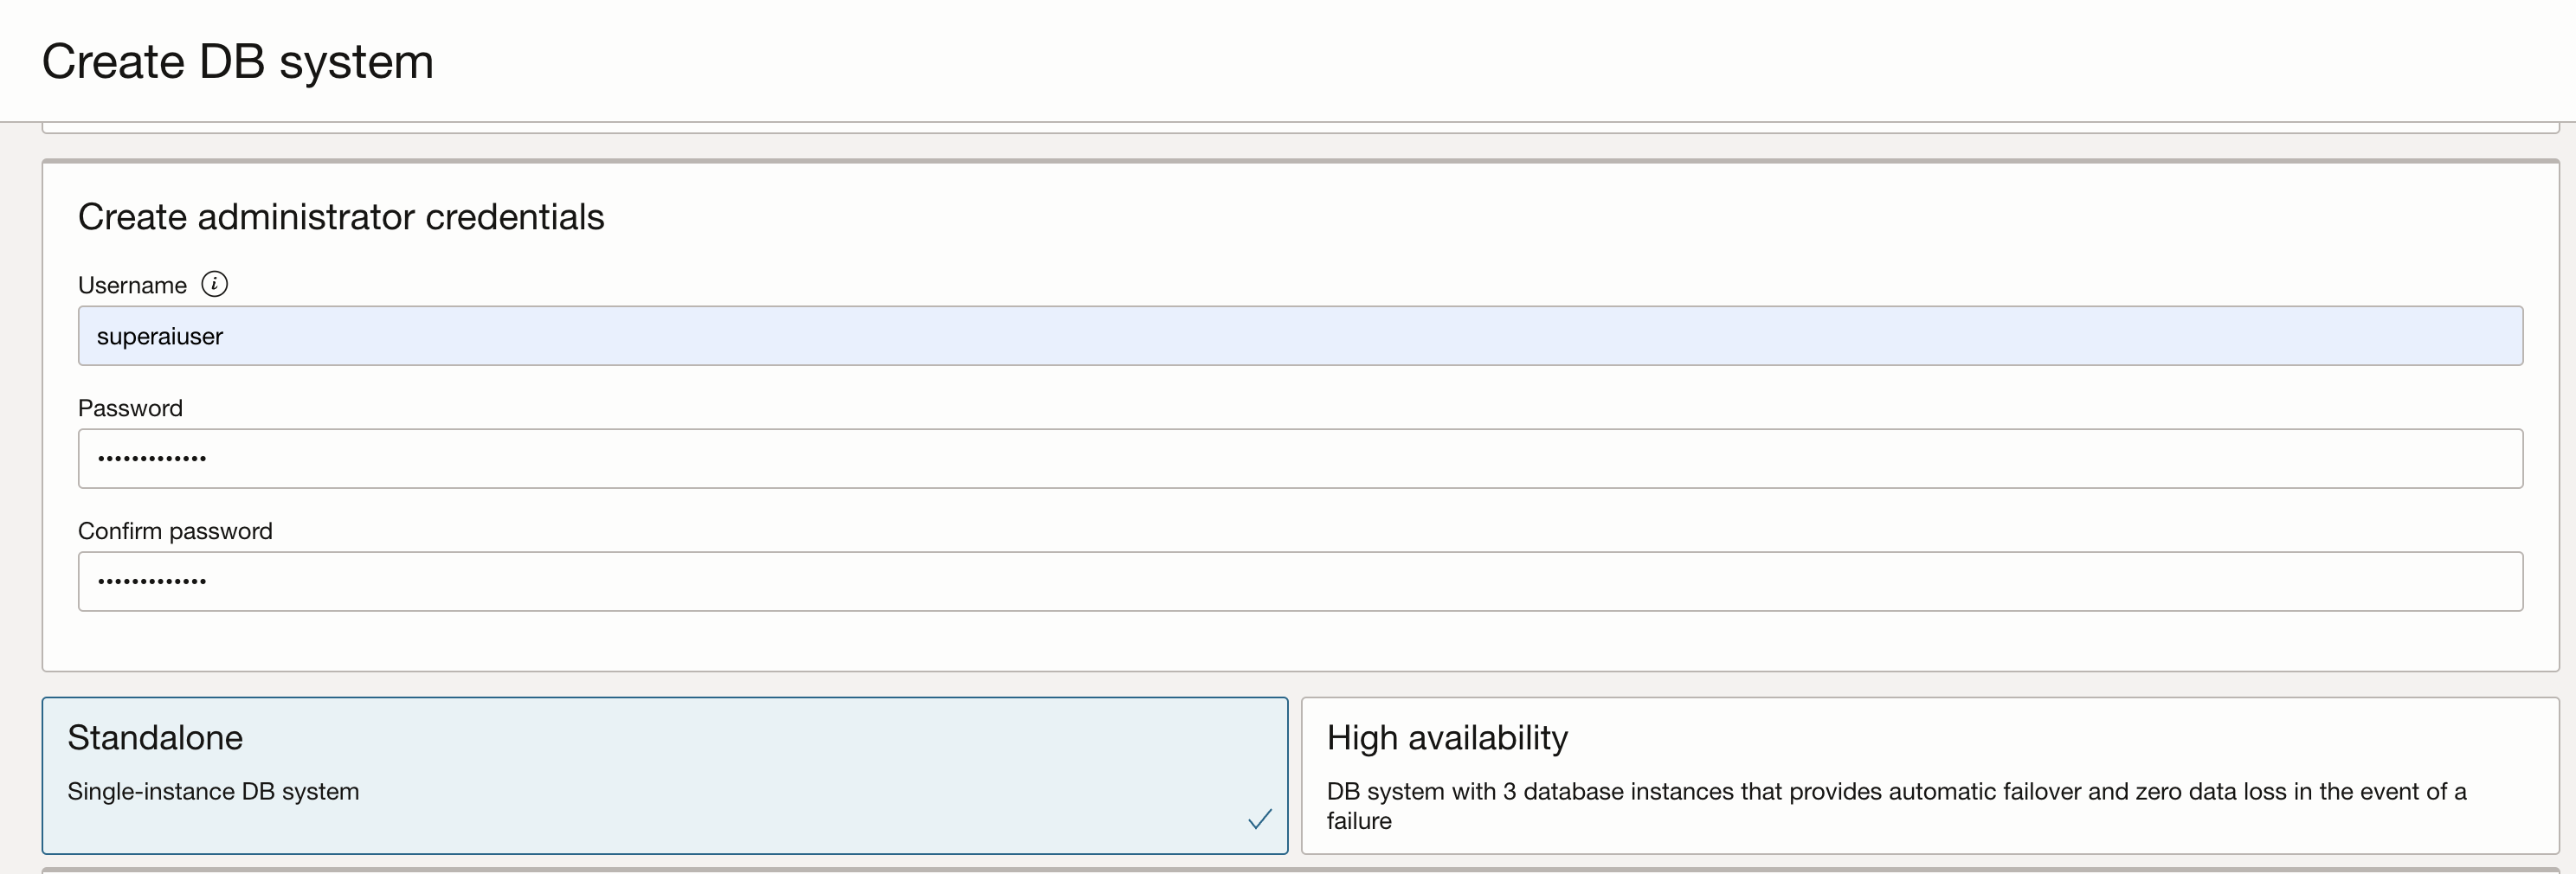 Create DB system
Create administrator credentials
Username i
superaiuser
Password
•••••••••••••
Confirm password
•••••••••••••
Standalone
Single-instance DB system
High availability
DB system with 3 database instances that provides automatic failover and zero data loss in the event of a
failure